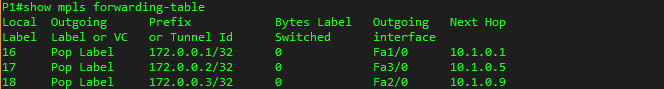 P1#show mpls forwarding-table
Local Outgoing Prefix Bytes Label Outgoing Next Hop
Label Label or VC or Tunnel Id Switched interface
16 Pop Label 172.0.0.1/32 0 Fa1/0 10.1.0.1
17 Pop Label 172.0.0.2/32 0 Fa3/0 10.1.0.5
18 Pop Label 172.0.0.3/32 0 Fa2/0 10.1.0.9